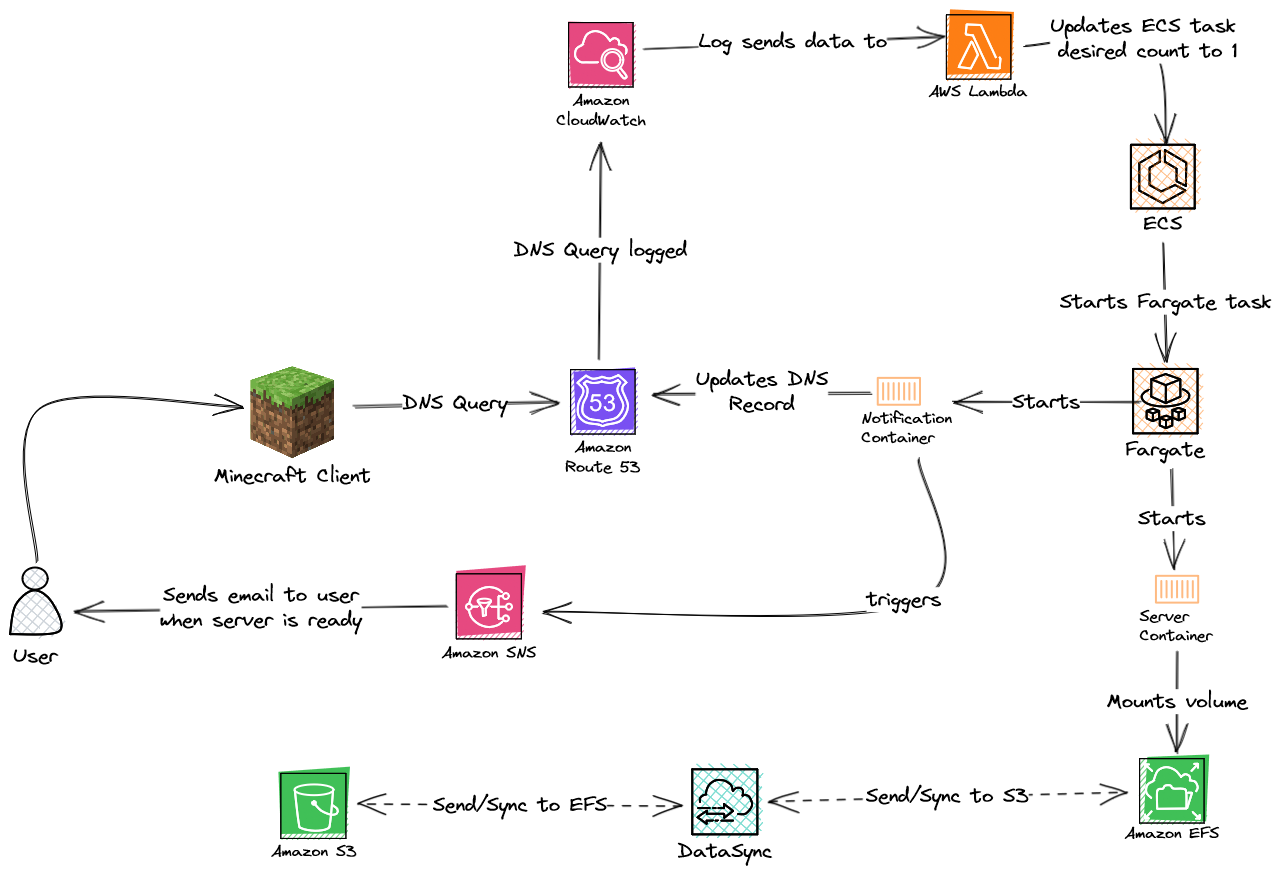 Log sends data to
Updates ECS task
desired count to 1
AWS Lambda
Amazon
CloudWatch
ECS
DNS Query logged
Starts Fargate task
DNS Query
53
Updates DNS
Record
Starts
Notification
Container
Amazon
Route 53
Fargate
Minecraft Client
Starts
Sends email to user
when server is ready
triggers
Server
Container
User
Amazon SNS
Mounts volume
Send/Sync to EFS
Send/Sync to S3
Amazon S3
DataSync
Amazon EFS